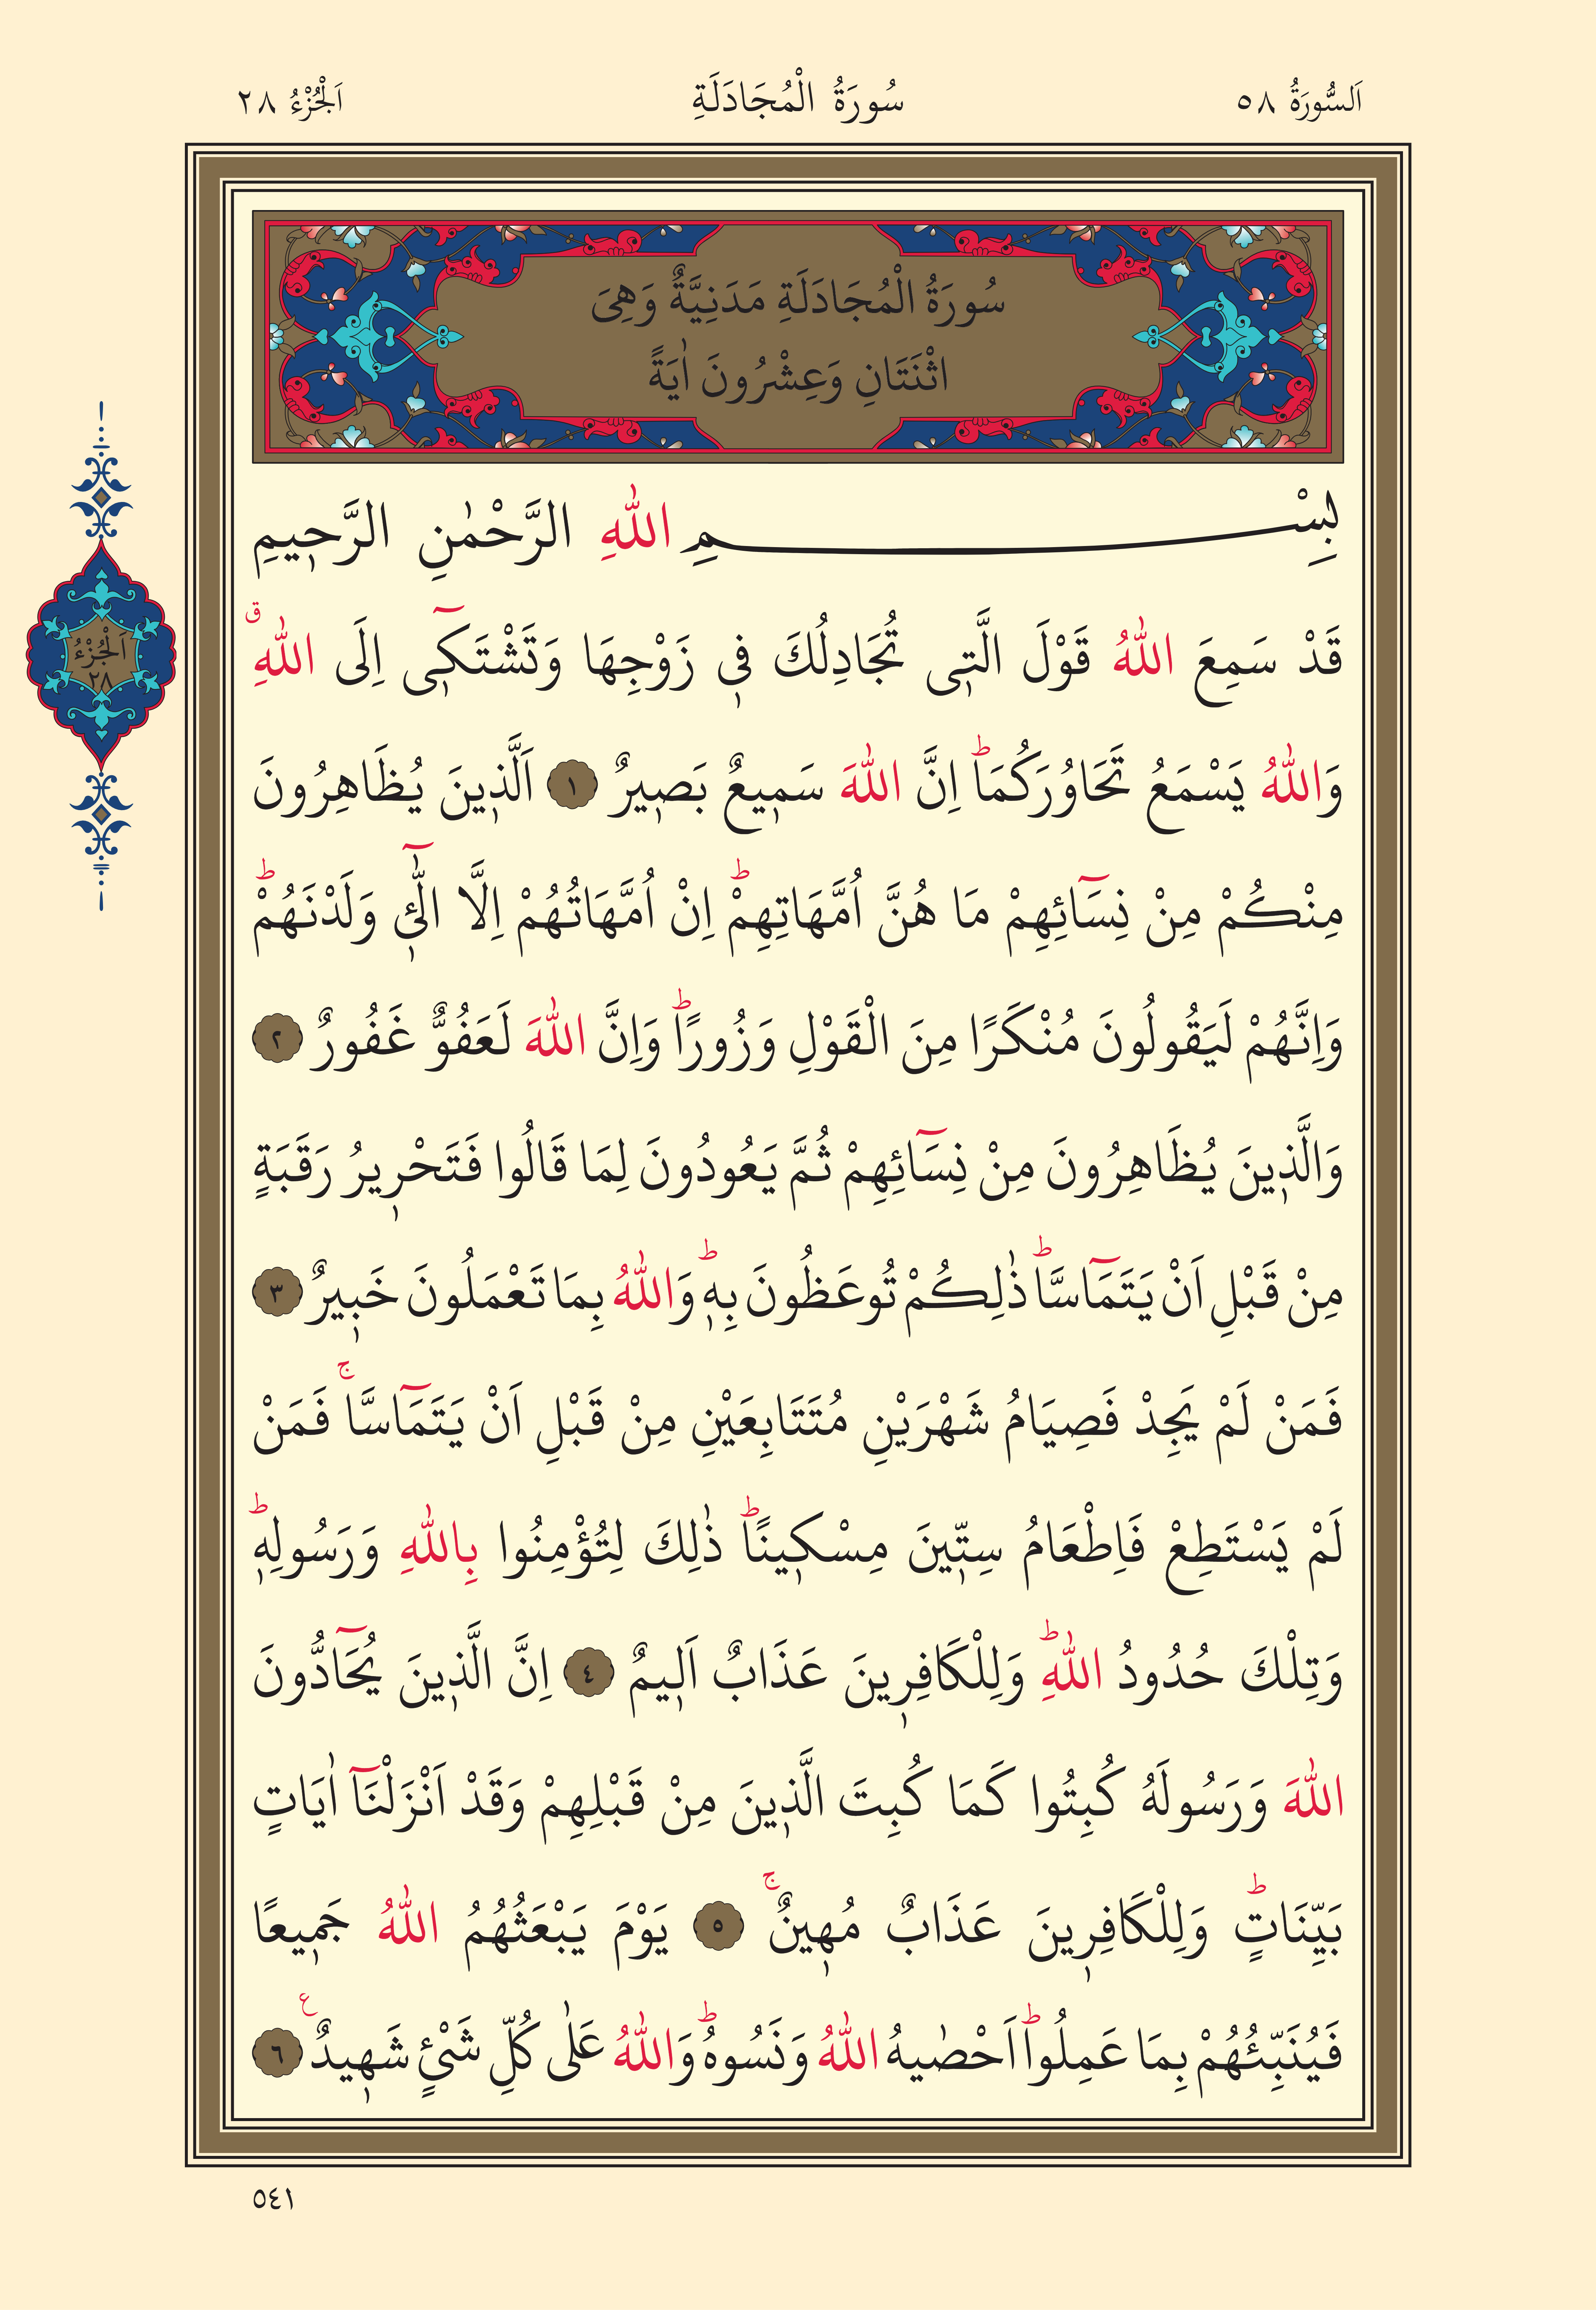 اَلسُّورَةُ ٥٨
سُورَةُ الْمُجَادَلَةِ
اَلْجُزْءُ ٢٨
سُورَةُ الْمُجَادَلَةِ مَدَنِيَّةٌ وَهِىَ
اثْنَتَانِ وَعِشْرُونَ اٰيَةً
بِسْمِ اللّٰهِ الرَّحْمٰنِ الرَّح۪يمِ
قَدْ سَمِعَ اللّٰهُ قَوْلَ الَّت۪ى تُجَادِلُكَ ف۪ى زَوْجِهَا وَتَشْتَك۪ٓى اِلَى اللّٰهِۗ
وَاللّٰهُ يَسْمَعُ تَحَاوُرَكُمَاۜ اِنَّ اللّٰهَ سَم۪يعٌ بَص۪يرٌ ١ اَلَّذ۪ينَ يُظَاهِرُونَ
مِنْكُمْ مِنْ نِسَٓائِهِمْ مَا هُنَّ اُمَّهَاتِهِمْۜ اِنْ اُمَّهَاتُهُمْ اِلَّا الّٰٓئ۪ وَلَدْنَهُمْۜ
وَاِنَّهُمْ لَيَقُولُونَ مُنْكَرًا مِنَ الْقَوْلِ وَزُورًاۜ وَاِنَّ اللّٰهَ لَعَفُوٌّ غَفُورٌ ٢
وَالَّذ۪ينَ يُظَاهِرُونَ مِنْ نِسَٓائِهِمْ ثُمَّ يَعُودُونَ لِمَا قَالُوا فَتَحْر۪يرُ رَقَبَةٍ
مِنْ قَبْلِ اَنْ يَتَمَٓاسَّاۜ ذٰلِكُمْ تُوعَظُونَ بِه۪ۜ وَاللّٰهُ بِمَا تَعْمَلُونَ خَب۪يرٌ ٣
فَمَنْ لَمْ يَجِدْ فَصِيَامُ شَهْرَيْنِ مُتَتَابِعَيْنِ مِنْ قَبْلِ اَنْ يَتَمَٓاسَّاۚ فَمَنْ
لَمْ يَسْتَطِعْ فَاِطْعَامُ سِتّ۪ينَ مِسْك۪ينًاۜ ذٰلِكَ لِتُؤْمِنُوا بِاللّٰهِ وَرَسُولِه۪ۜ
وَتِلْكَ حُدُودُ اللّٰهِۜ وَلِلْكَافِر۪ينَ عَذَابٌ اَل۪يمٌ ٤ اِنَّ الَّذ۪ينَ يُحَٓادُّونَ
اللّٰهَ وَرَسُولَهُ كُبِتُوا كَمَا كُبِتَ الَّذ۪ينَ مِنْ قَبْلِهِمْ وَقَدْ اَنْزَلْنَٓا اٰيَاتٍ
بَيِّنَاتٍۜ وَلِلْكَافِر۪ينَ عَذَابٌ مُه۪ينٌۚ ٥ يَوْمَ يَبْعَثُهُمُ اللّٰهُ جَم۪يعًا
فَيُنَبِّئُهُمْ بِمَا عَمِلُواۜ اَحْصٰيهُ اللّٰهُ وَنَسُوهُۜ وَاللّٰهُ عَلٰى كُلِّ شَىْءٍ شَه۪يدٌ ع ٦
اَلْجُزْءُ
٢٨
٥٤١